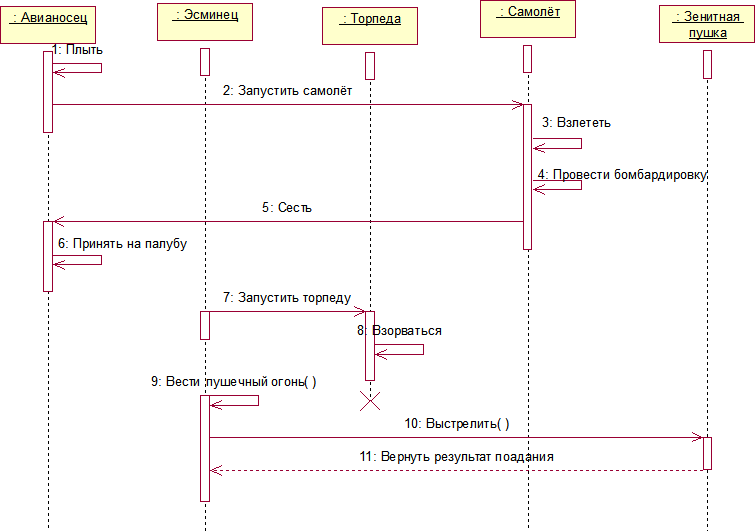 : Авианосец
: Эсминец
: Торпеда
: Самолёт
: Зенитная
пушка
1: Плыть
2: Запустить самолёт
3: Взлететь
4: Провести бомбардировку
5: Сесть
6: Принять на палубу
7: Запустить торпеду
8: Взорваться
9: Вести пушечный огонь( )
10: Выстрелить( )
11: Вернуть результат поадания